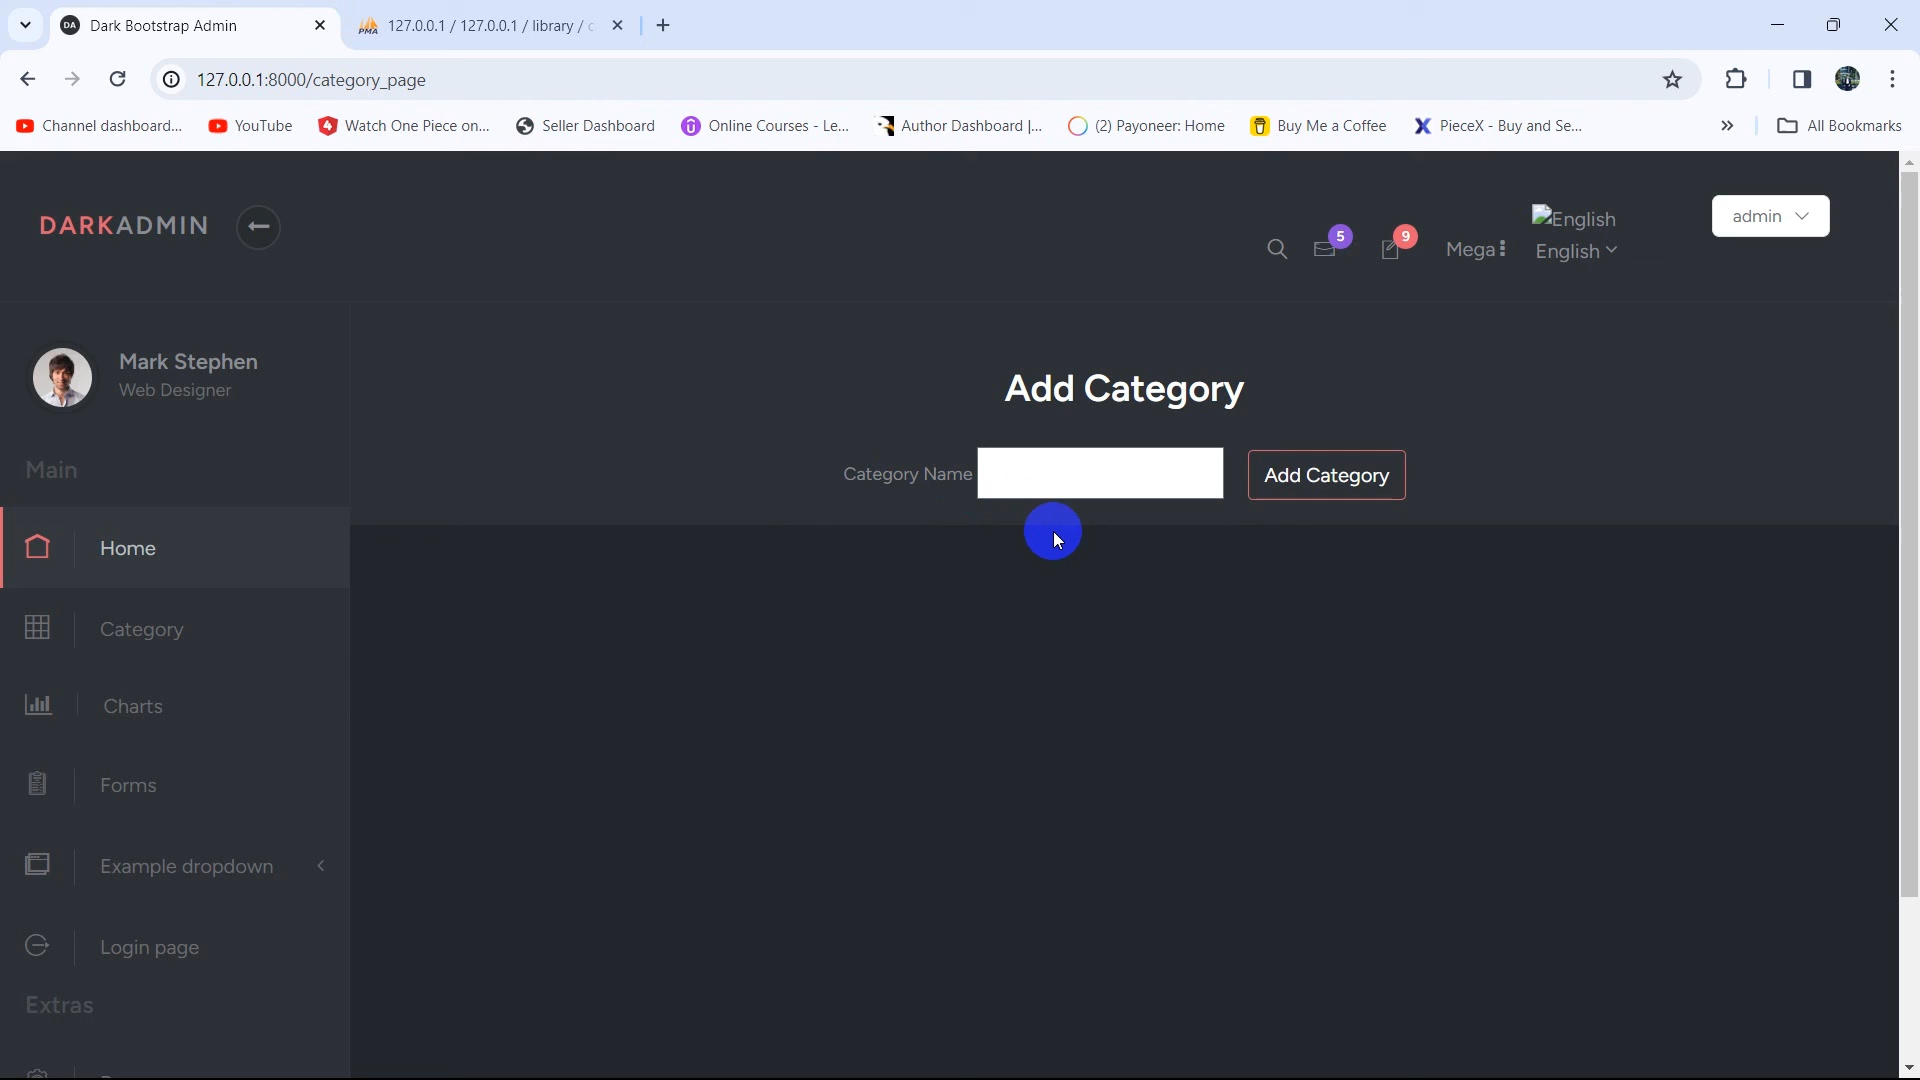 DA Dark Bootstrap Admin
PMA 127.0.0.1 / 127.0.0.1 / library / c
127.0.0.1:8000/category_page
Channel dashboard... YouTube Watch One Piece on... Seller Dashboard Online Courses - Le... Author Dashboard |... (2) Payoneer: Home Buy Me a Coffee PieceX - Buy and Se... » All Bookmarks
DARKADMIN
5
9
Mega
English
English
admin
Mark Stephen
Web Designer
Main
Home
Category
Charts
Forms
Example dropdown
Login page
Extras
Add Category
Category Name Add Category